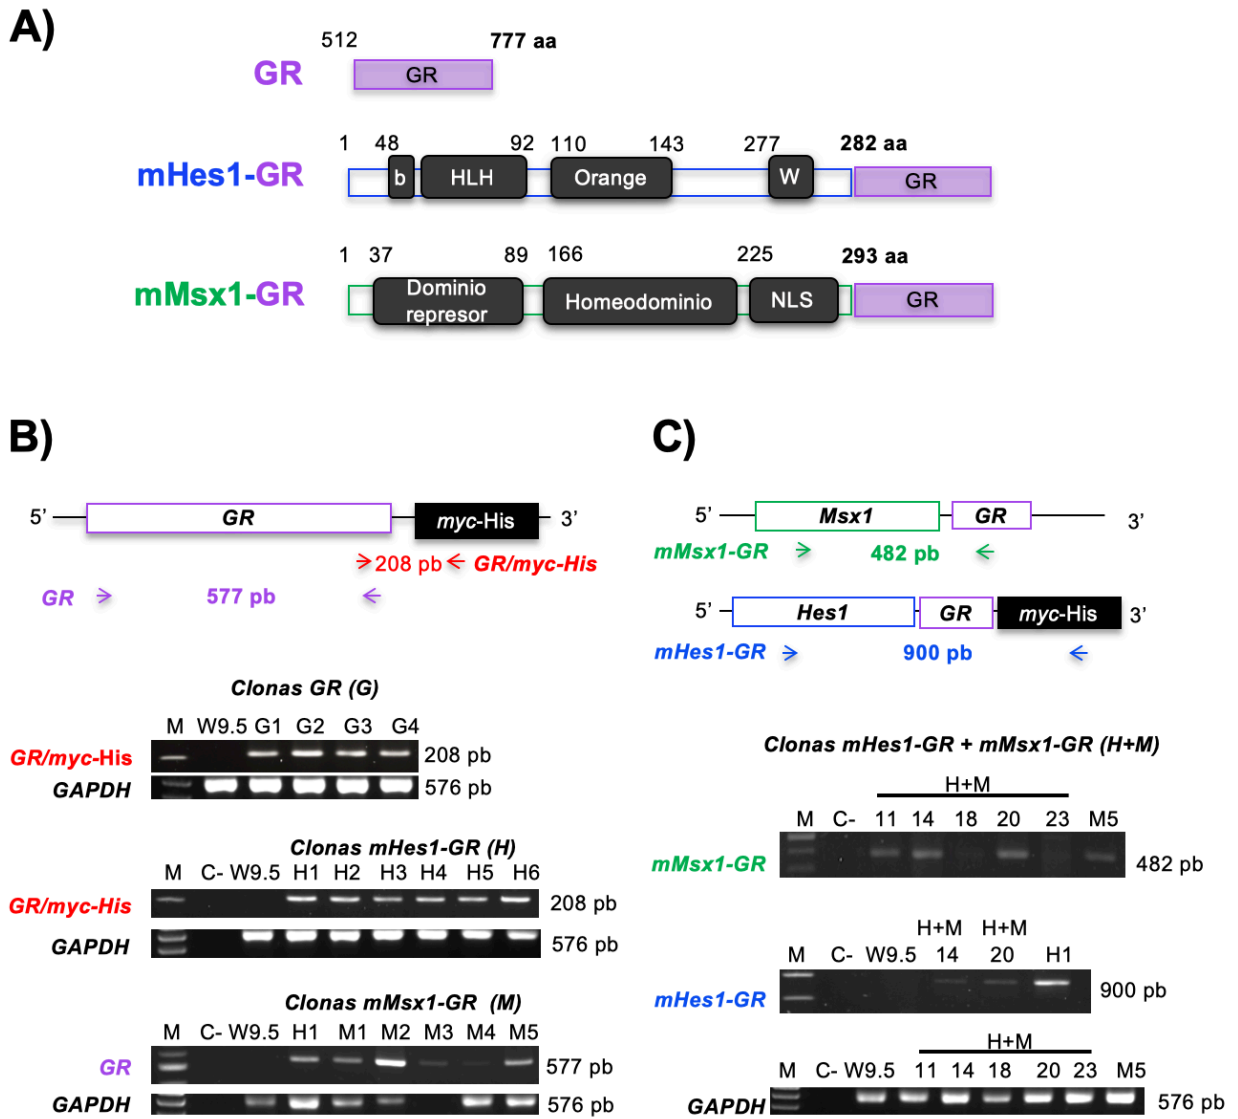 A)
512 777 aa
GR GR
1 48 92 110 143 277 282 aa
mHes1-GR b HLH Orange W GR
1 37 89 166 225 293 aa
mMsx1-GR Dominio represor Homeodominio NLS GR
B)
5’ GR myc-His 3’
208 pb GR/myc-His
GR 577 pb
Clonas GR (G)
M W9.5 G1 G2 G3 G4
GR/myc-His 208 pb
GAPDH 576 pb
Clonas mHes1-GR (H)
M C- W9.5 H1 H2 H3 H4 H5 H6
GR/myc-His 208 pb
GAPDH 576 pb
Clonas mMsx1-GR (M)
M C- W9.5 H1 M1 M2 M3 M4 M5
GR 577 pb
GAPDH 576 pb
C)
5’ Msx1 GR 3’
mMsx1-GR 482 pb
5’ Hes1 GR myc-His 3’
mHes1-GR 900 pb
Clonas mHes1-GR + mMsx1-GR (H+M)
H+M
M C- 11 14 18 20 23 M5
mMsx1-GR 482 pb
H+M H+M
M C- W9.5 14 20 H1
mHes1-GR 900 pb
H+M
M C- W9.5 11 14 18 20 23 M5
GAPDH 576 pb